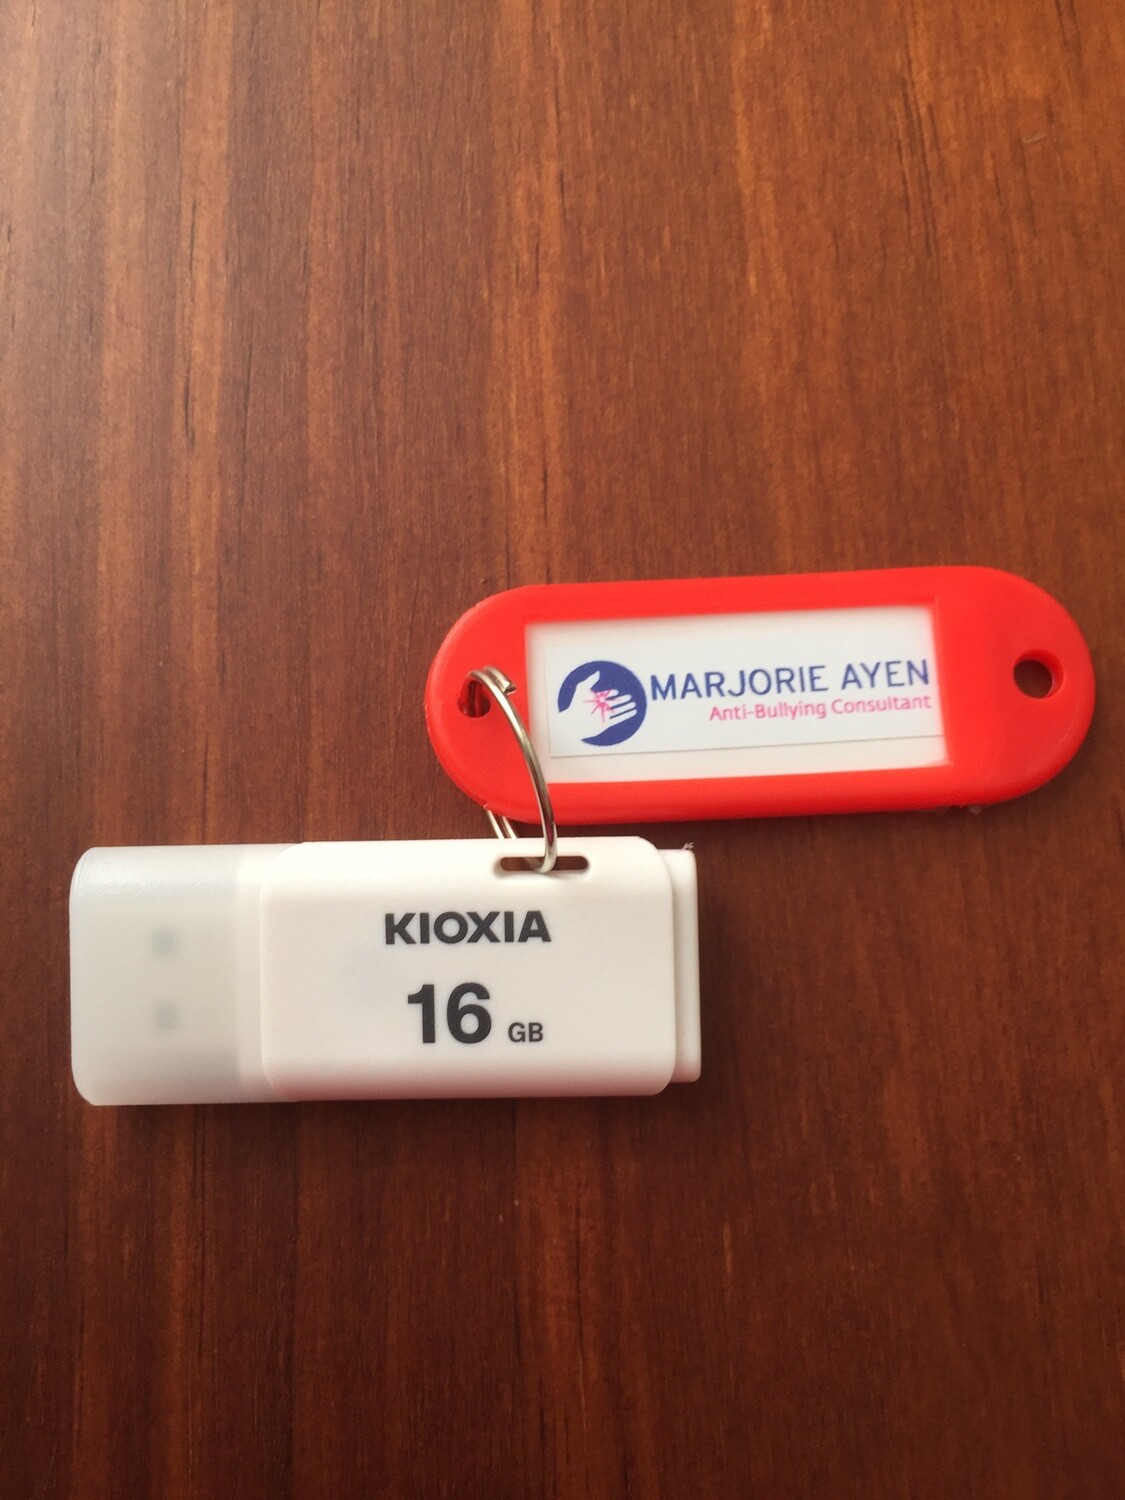 MARJORIE AYEN
Anti-Bullying Consultant
KIOXIA
16 GB